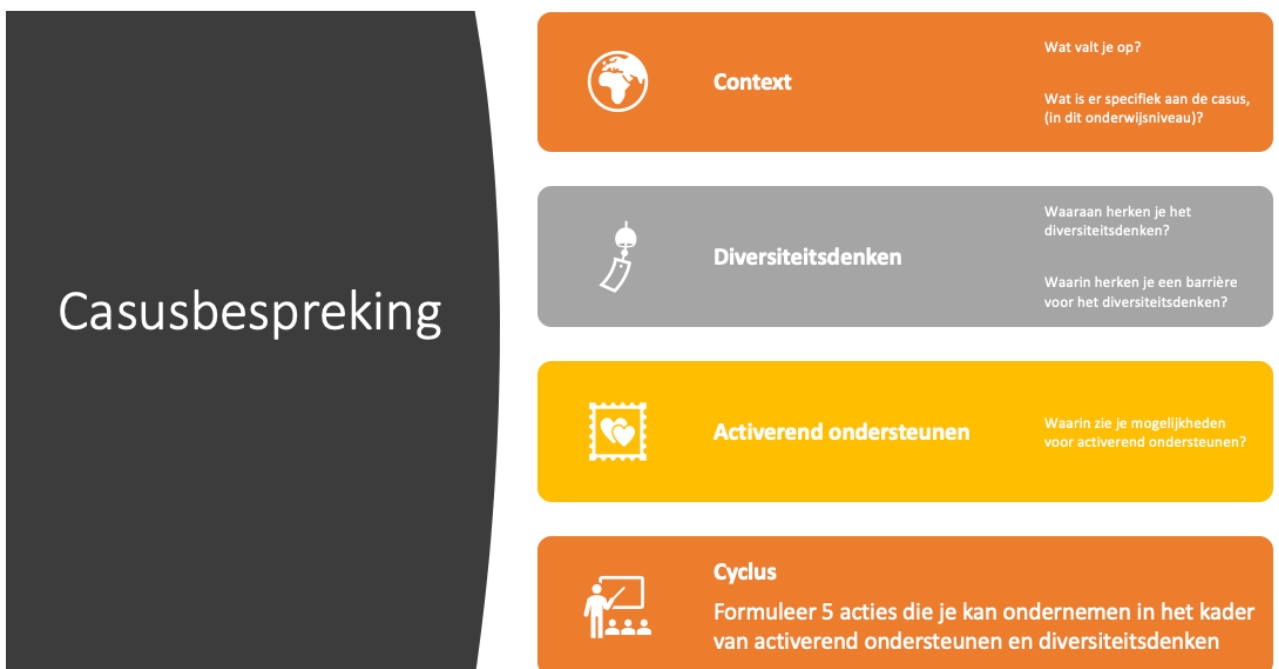 Casusbespreking
Context
Wat valt je op?
Wat is er specifiek aan de casus,
(in dit onderwijsniveau)?
Diversiteitsdenken
Waaraan herken je het
diversiteitsdenken?
Waarin herken je een barrière
voor het diversiteitsdenken?
Activerend ondersteunen
Waarin zie je mogelijkheden
voor activerend ondersteunen?
Cyclus
Formuleer 5 acties die je kan ondernemen in het kader
van activerend ondersteunen en diversiteitsdenken